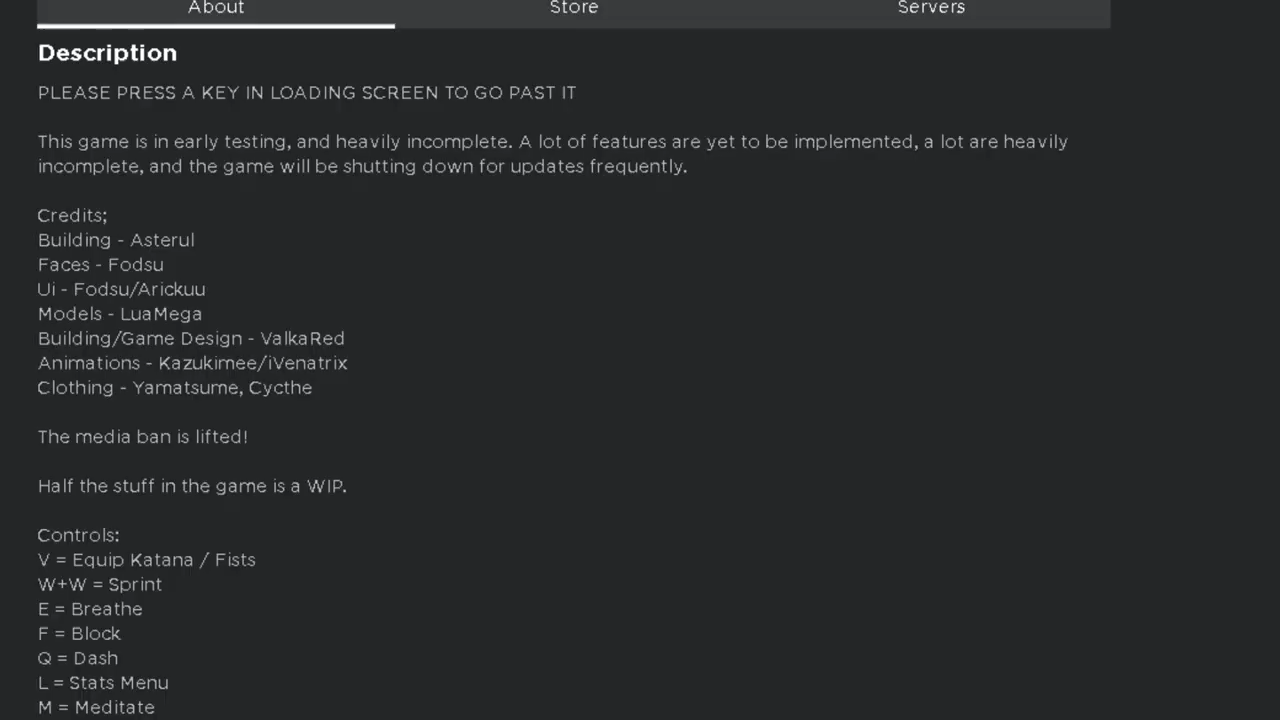 About
Store
Servers
Description
PLEASE PRESS A KEY IN LOADING SCREEN TO GO PAST IT
This game is in early testing, and heavily incomplete. A lot of features are yet to be implemented, a lot are heavily
incomplete, and the game will be shutting down for updates frequently.
Credits;
Building - Asterul
Faces - Fodsu
Ui - Fodsu/Arickuu
Models - LuaMega
Building/Game Design - ValkaRed
Animations - Kazukimee/iVenatrix
Clothing - Yamatsume, Cycthe
The media ban is lifted!
Half the stuff in the game is a WIP.
Controls:
V = Equip Katana / Fists
W+W = Sprint
E = Breathe
F = Block
Q = Dash
L = Stats Menu
M = Meditate